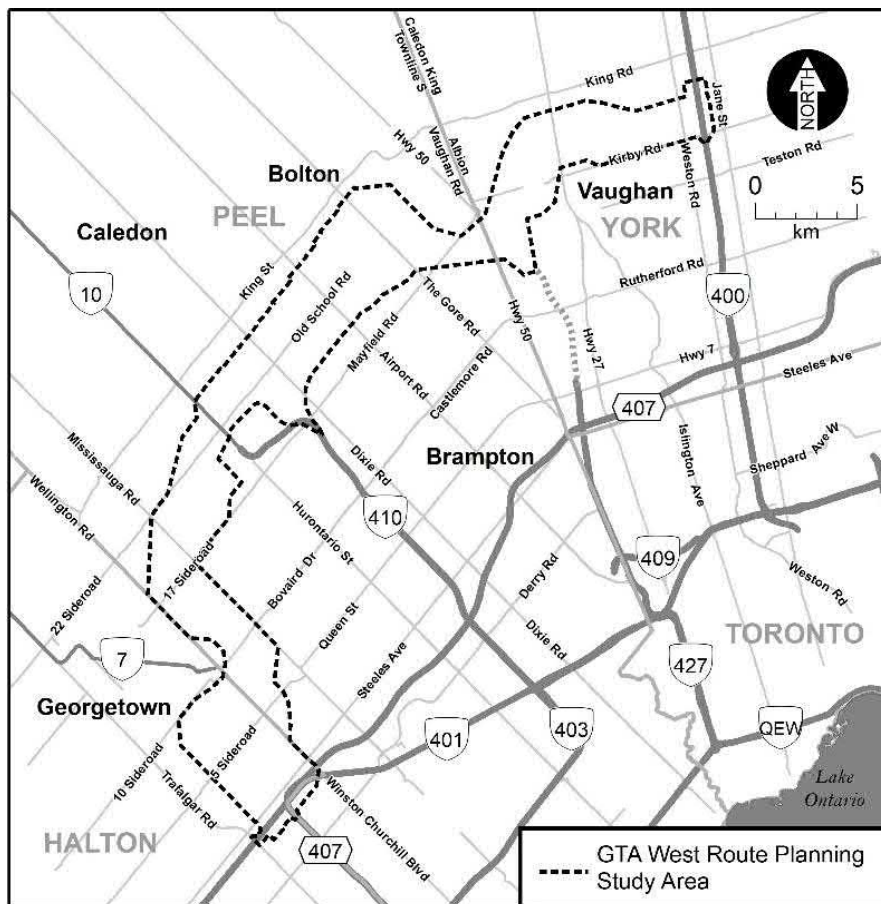 Caledon King
Townline S
King Rd
Jane St
NORTH
Hwy 50
Albion
Vaughan Rd
Kirby Rd
Weston Rd
Teston Rd
Bolton
Vaughan
0 5
km
PEEL
YORK
Caledon
King St
Old School Rd
Rutherford Rd
10
The Gore Rd
400
Mayfield Rd
Hwy 50
Hwy 27
Airport Rd
Castlemore Rd
Hwy 7
Steeles Ave
407
Mississauga Rd
Dixie Rd
Brampton
Islington Ave
Sheppard Ave W
Wellington Rd
410
Hurontario St
17 Sideroad
Bovaird Dr
Derry Rd
409
Weston Rd
22 Sideroad
Queen St
Dixie Rd
TORONTO
7
Steeles Ave
427
Georgetown
401
403
QEW
10 Sideroad
5 Sideroad
Trafalgar Rd
Winston Churchill Blvd
Lake
Ontario
HALTON
407
GTA West Route Planning
Study Area